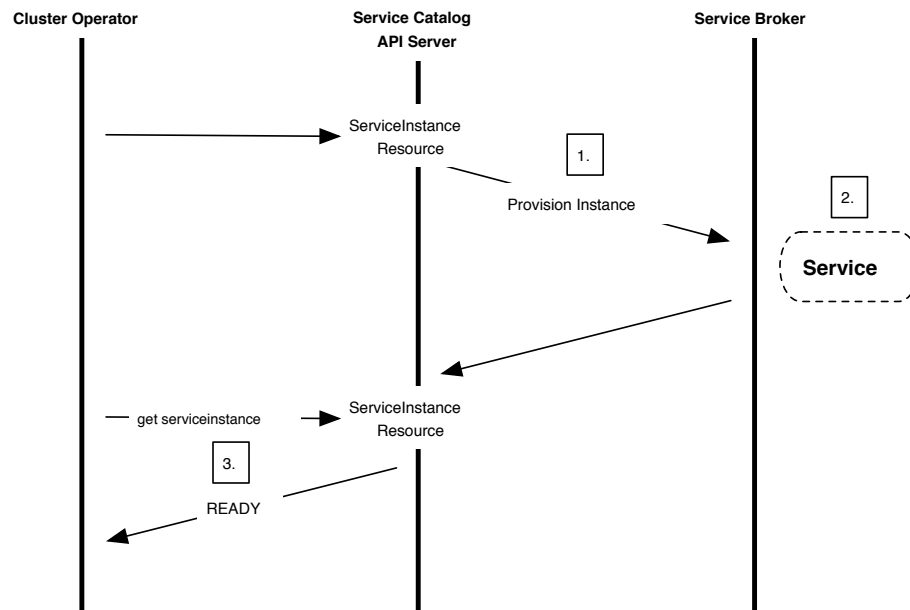 Cluster Operator
Service Catalog
API Server
Service Broker
ServiceInstance
Resource
1.
Provision Instance
2.
Service
ServiceInstance
Resource
get serviceinstance
3.
READY